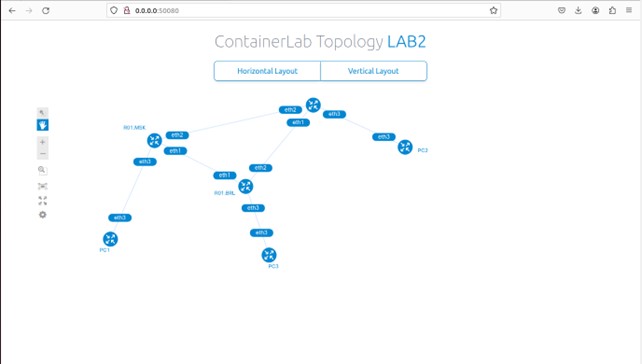 0.0.0.0:50080
ContainerLab Topology LAB2
Horizontal Layout
Vertical Layout
eth2
eth3
eth1
R01.MSK
eth2
eth1
eth3
eth3
PC2
eth2
eth1
R01.BRL
eth3
eth3
eth3
PC1
PC3